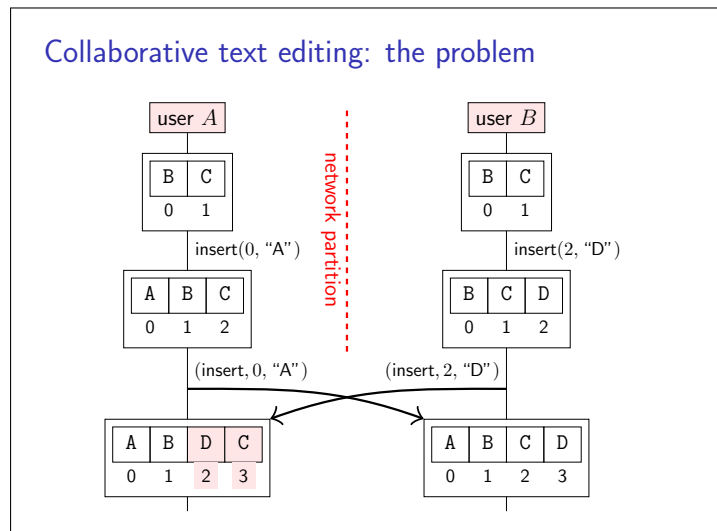 Collaborative text editing: the problem
user A
user B
network partition
B C
0 1
B C
0 1
insert(0, “A”)
insert(2, “D”)
A B C
0 1 2
B C D
0 1 2
(insert, 0, “A”)
(insert, 2, “D”)
A B D C
0 1 2 3
A B C D
0 1 2 3